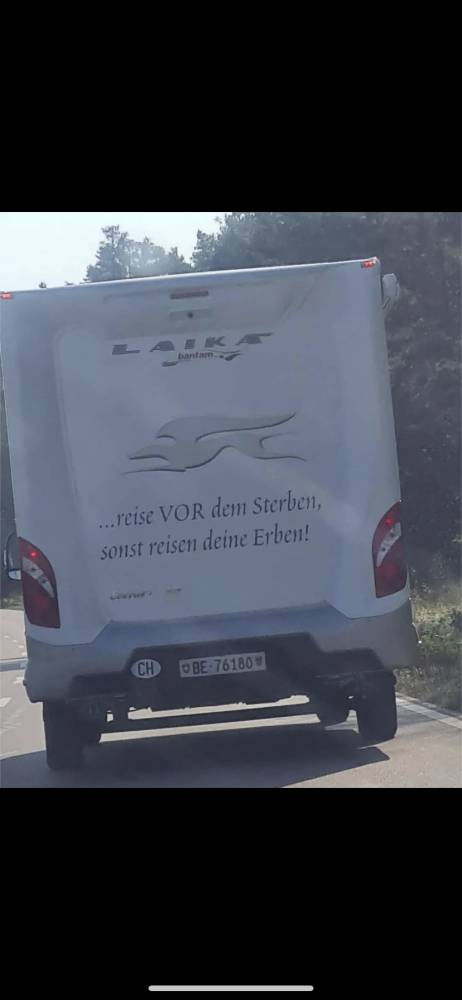 LAIKA
bantam
...reise VOR dem Sterben,
sonst reisen deine Erben!
CH
BE·76180